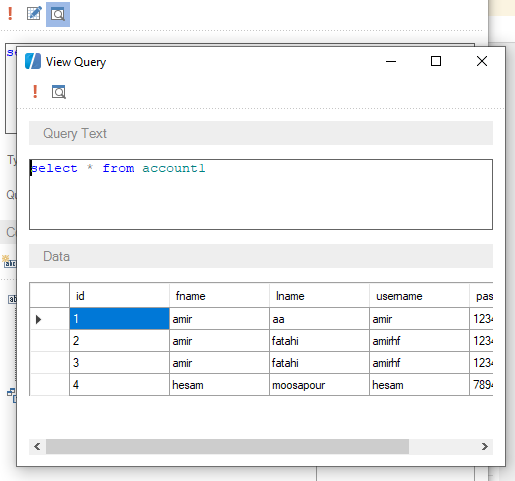 View Query
Query Text
select * from account1
Data
id fname lname username pas
1 amir aa amir 1234
2 amir fatahi amirhf 1234
3 amir fatahi amirhf 1234
4 hesam moosapour hesam 7894